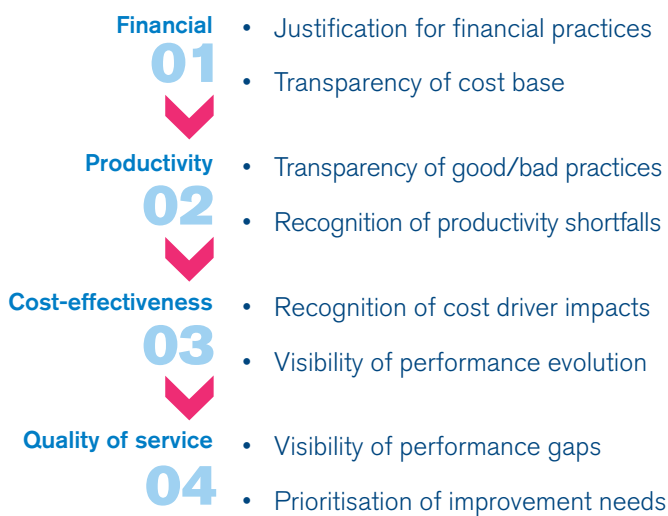 Financial
01
• Justification for financial practices
• Transparency of cost base
Productivity
02
• Transparency of good/bad practices
• Recognition of productivity shortfalls
Cost-effectiveness
03
• Recognition of cost driver impacts
• Visibility of performance evolution
Quality of service
04
• Visibility of performance gaps
• Prioritisation of improvement needs